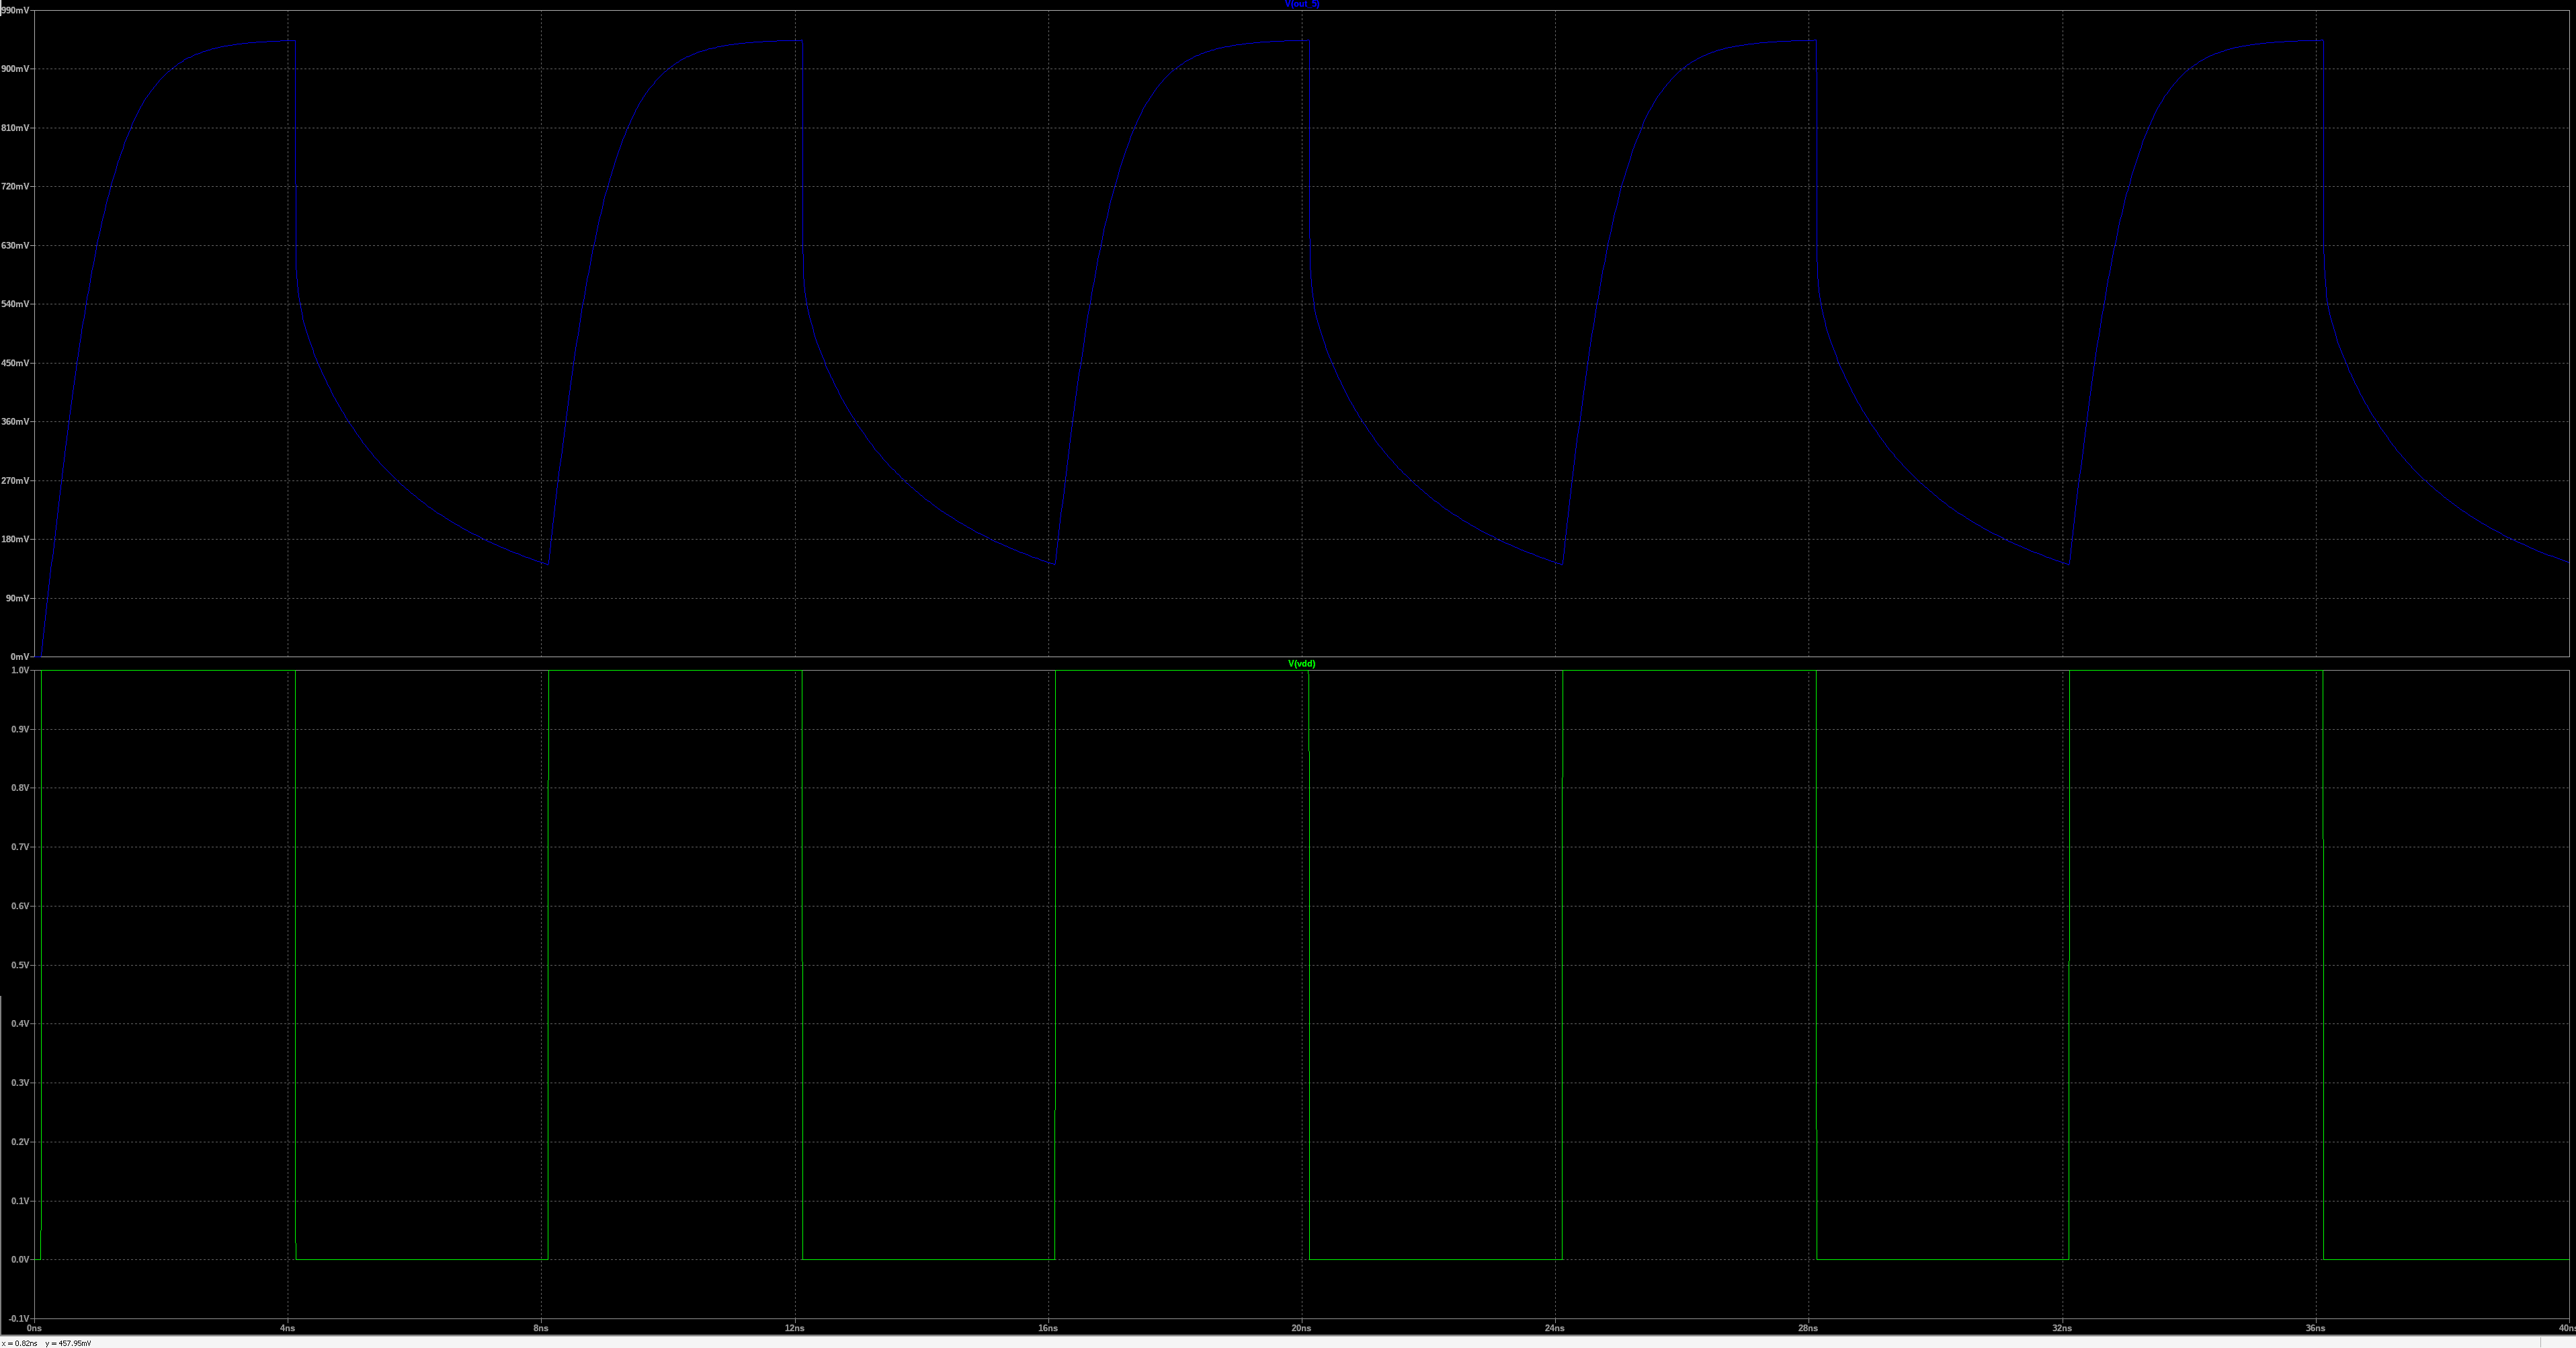 V(out_5)
990mV
900mV
810mV
720mV
630mV
540mV
450mV
360mV
270mV
180mV
90mV
0mV
V(vdd)
1.0V
0.9V
0.8V
0.7V
0.6V
0.5V
0.4V
0.3V
0.2V
0.1V
0.0V
-0.1V
0ns 4ns 8ns 12ns 16ns 20ns 24ns 28ns 32ns 36ns 40ns
x = 0.82ns y = 457.95mV